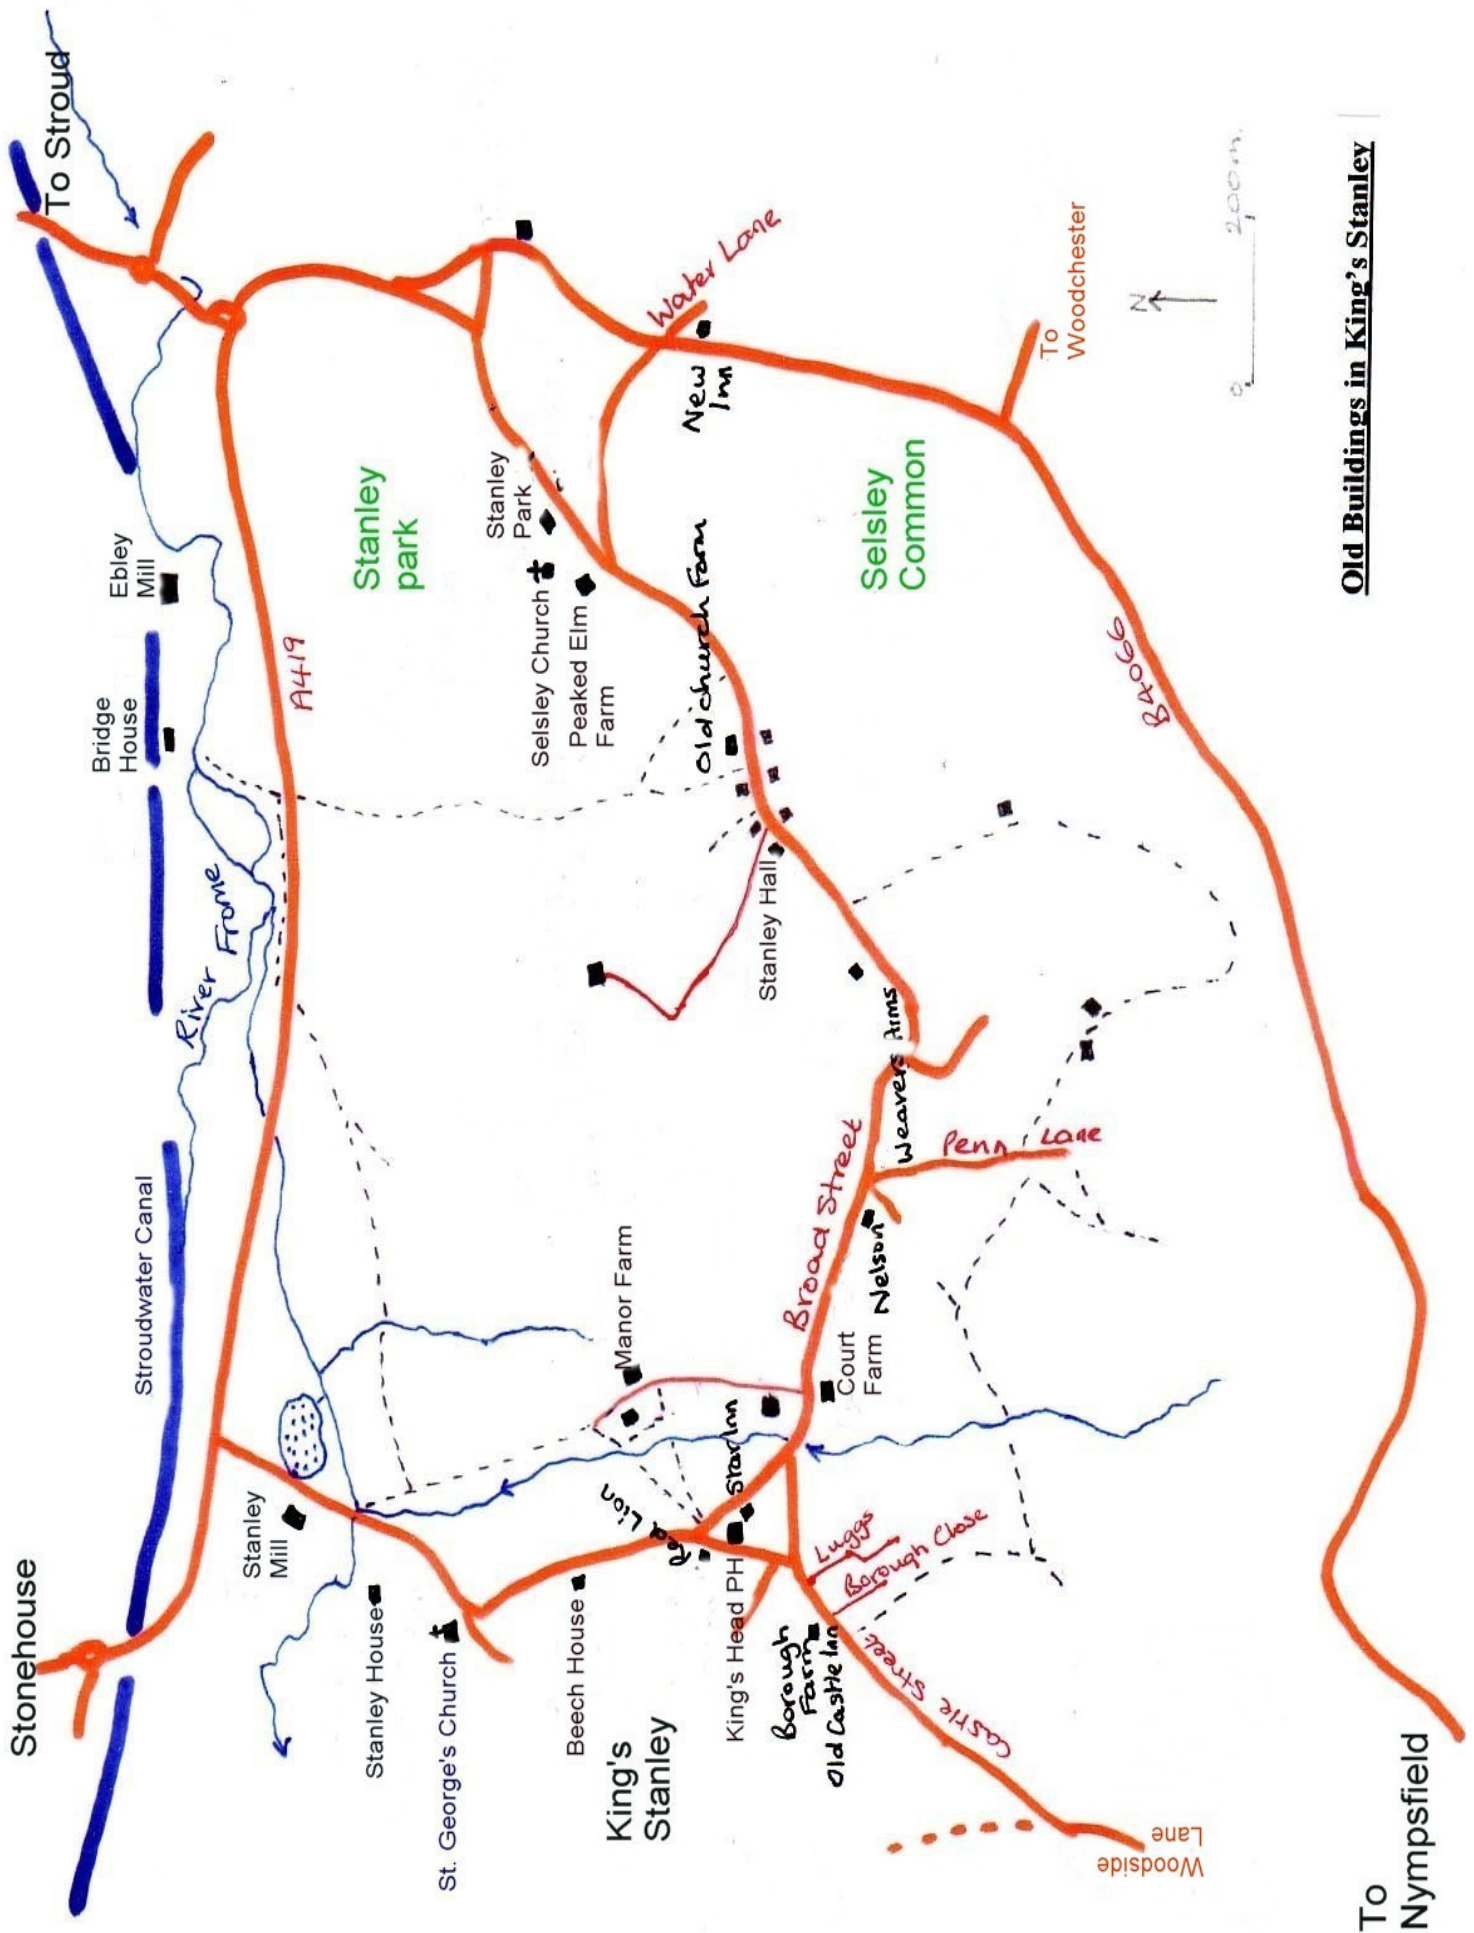 Stonehouse
To Stroud
Stroudwater Canal
Bridge
House
Ebley
Mill
River Frome
A419
Stanley
Mill
Stanley House
St. George's Church
Beech House
King's
Stanley
Manor Farm
Red Lion
Star Inn
King's Head PH
Borough
Farm
Old Castle Inn
Luggs
Borough Close
Castle Street
Woodside
Lane
Court
Farm
Nelson
Broad Street
Penn Lane
Weavers Arms
Stanley Hall
Old Church Farm
Stanley
park
Selsley Church
Peaked Elm
Farm
Stanley
Park
Water Lane
New
Inn
Selsley
Common
To
Woodchester
B4066
To
Nympsfield
N
0 200m.
Old Buildings in King's Stanley